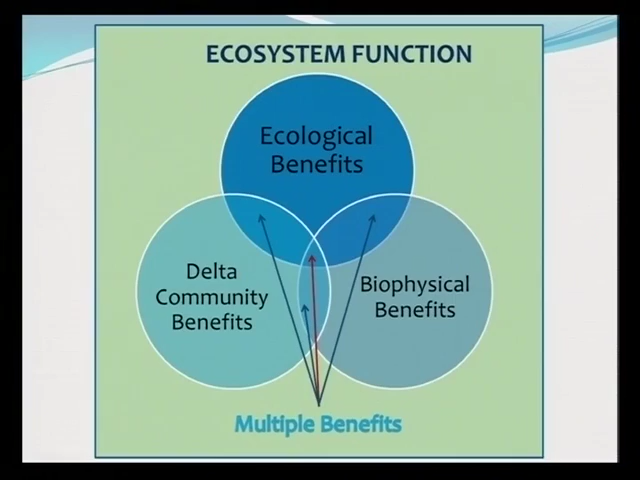 ECOSYSTEM FUNCTION
Ecological
Benefits
Delta
Community
Benefits
Biophysical
Benefits
Multiple Benefits